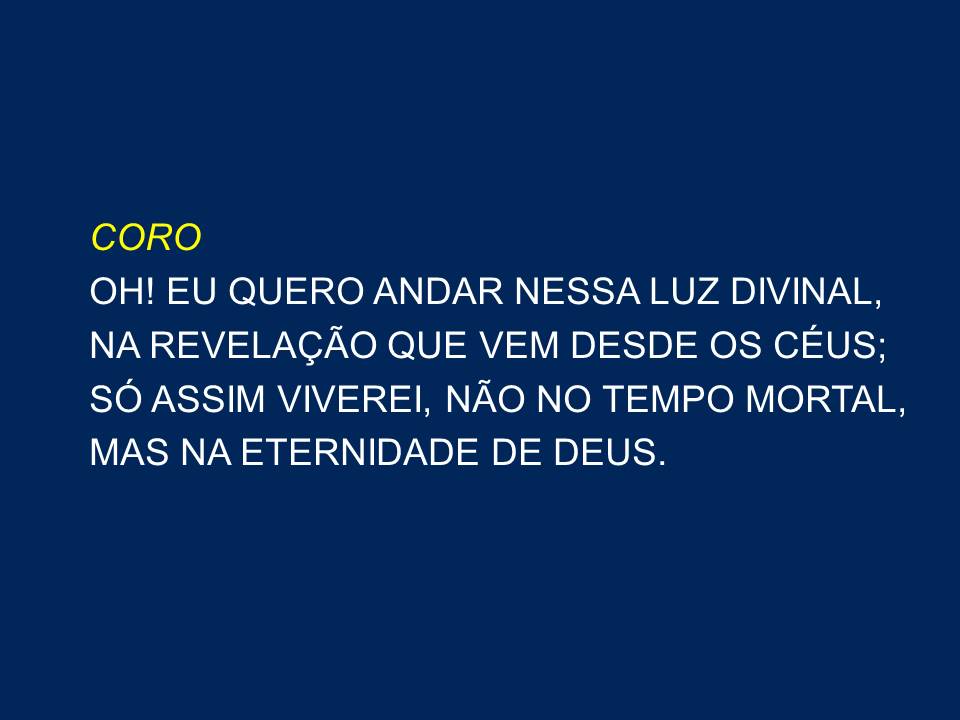 CORO
OH! EU QUERO ANDAR NESSA LUZ DIVINAL,
NA REVELAÇÃO QUE VEM DESDE OS CÉUS;
SÓ ASSIM VIVEREI, NÃO NO TEMPO MORTAL,
MAS NA ETERNIDADE DE DEUS.